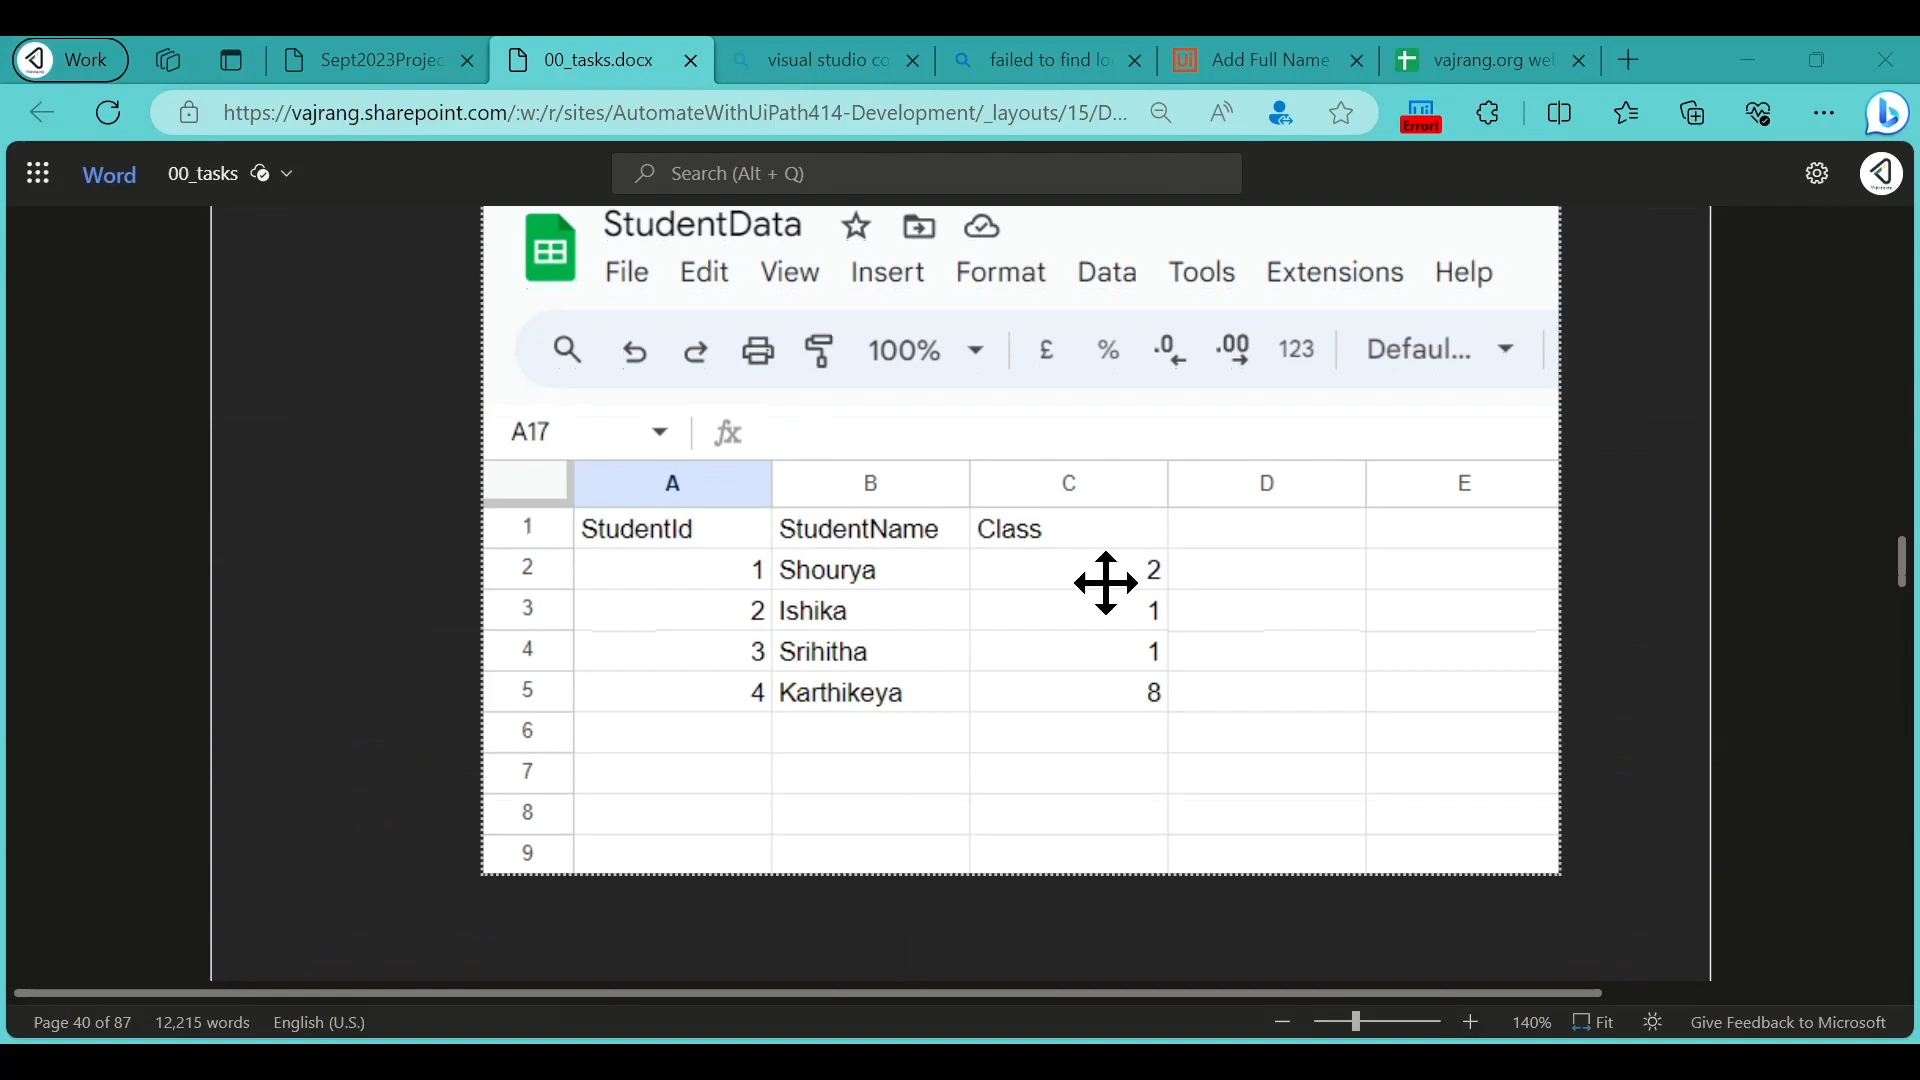 Work Sept2023Projec 00_tasks.docx visual studio co failed to find lo Add Full Name vajrang.org wel
https://vajrang.sharepoint.com/:w:/r/sites/AutomateWithUiPath414-Development/_layouts/15/D... Error!
Word 00_tasks Search (Alt + Q)
StudentData
File Edit View Insert Format Data Tools Extensions Help
100% £ % .0 .00 123 Defaul...
A17 fx
A B C D E
1 StudentId StudentName Class
2 1 Shourya 2
3 2 Ishika 1
4 3 Srihitha 1
5 4 Karthikeya 8
6
7
8
9
Page 40 of 87 12,215 words English (U.S.) 140% Fit Give Feedback to Microsoft